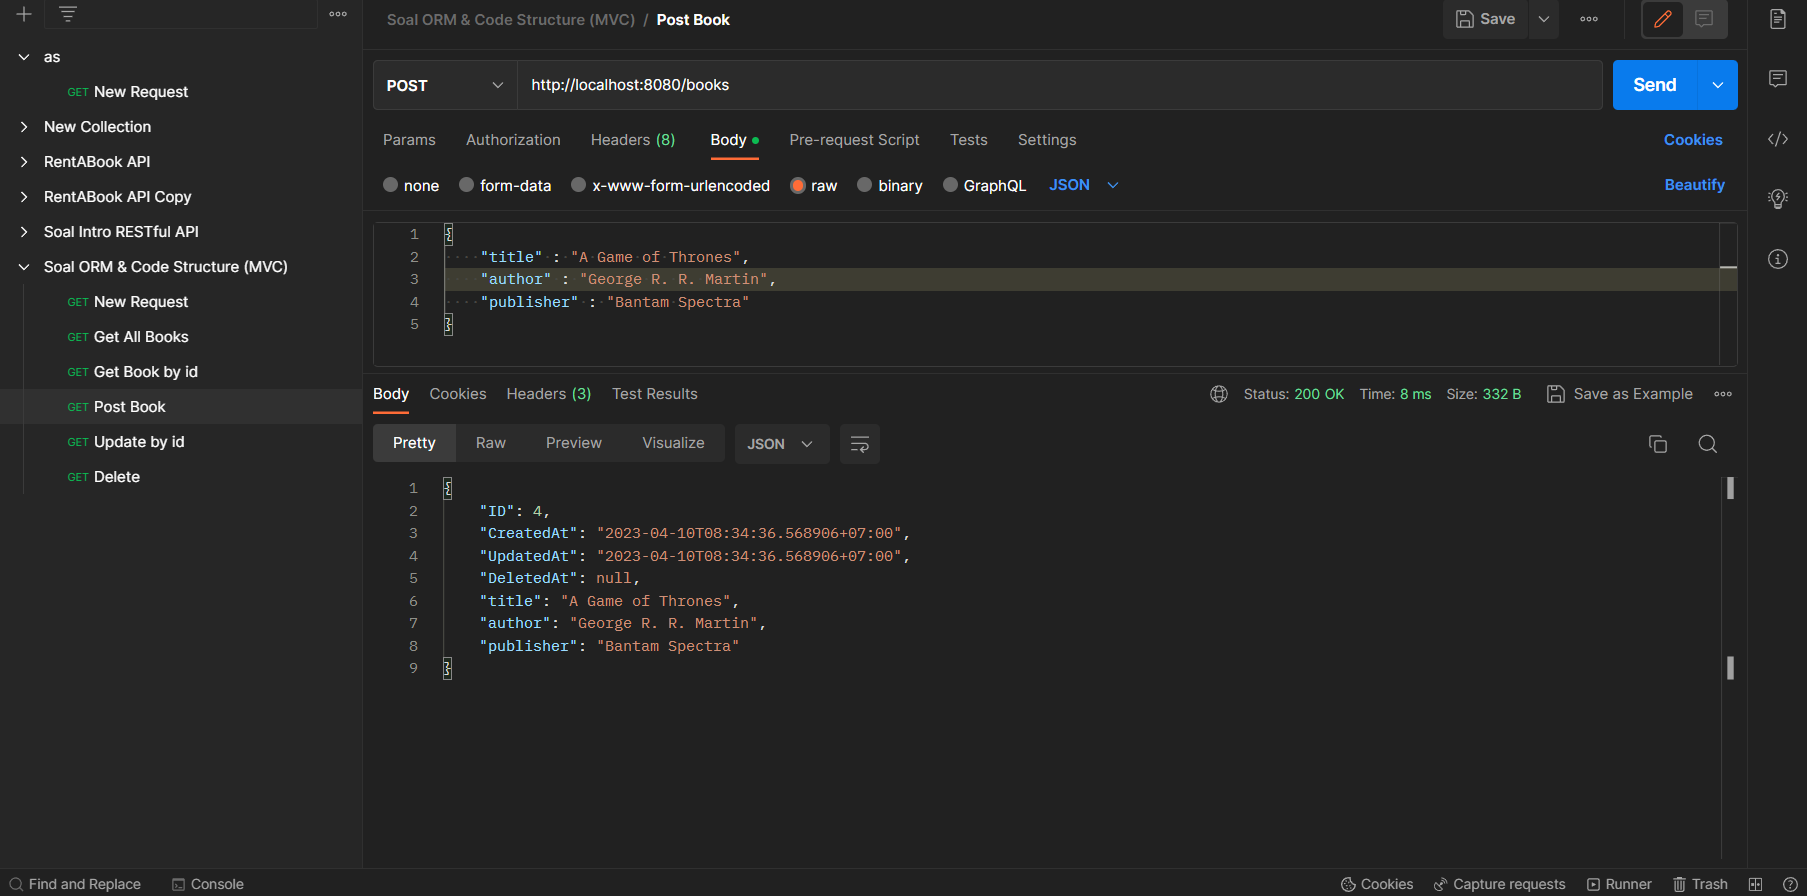 Soal ORM & Code Structure (MVC) / Post Book
Save
as
GET New Request
New Collection
RentABook API
RentABook API Copy
Soal Intro RESTful API
Soal ORM & Code Structure (MVC)
GET New Request
GET Get All Books
GET Get Book by id
GET Post Book
GET Update by id
GET Delete
POST http://localhost:8080/books Send
Params Authorization Headers (8) Body Pre-request Script Tests Settings Cookies
none form-data x-www-form-urlencoded raw binary GraphQL JSON Beautify
1 {
2 "title" : "A Game of Thrones",
3 "author" : "George R. R. Martin",
4 "publisher" : "Bantam Spectra"
5 }
Body Cookies Headers (3) Test Results Status: 200 OK Time: 8 ms Size: 332 B Save as Example
Pretty Raw Preview Visualize JSON
1 {
2 "ID": 4,
3 "CreatedAt": "2023-04-10T08:34:36.568906+07:00",
4 "UpdatedAt": "2023-04-10T08:34:36.568906+07:00",
5 "DeletedAt": null,
6 "title": "A Game of Thrones",
7 "author": "George R. R. Martin",
8 "publisher": "Bantam Spectra"
9 }
Find and Replace Console Cookies Capture requests Runner Trash